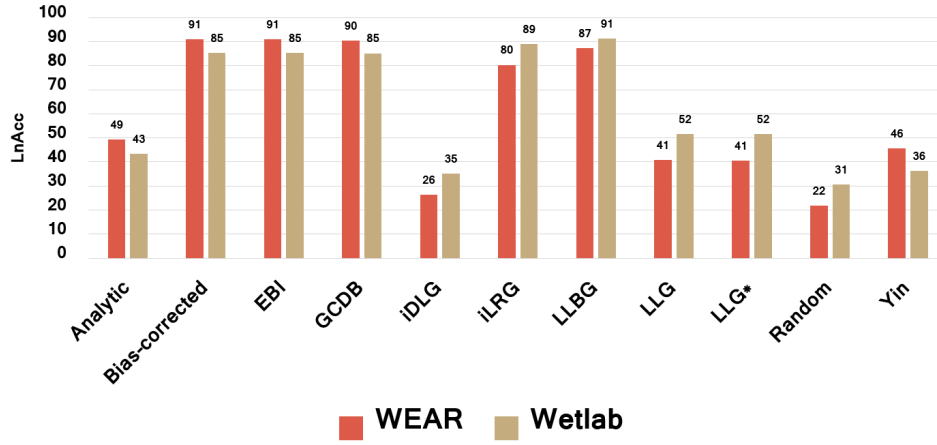 LnAcc
100
90
80
70
60
50
40
30
20
10
0
49 43
91 85
91 85
90 85
26 35
80 89
87 91
41 52
41 52
22 31
46 36
Analytic
Bias-corrected
EBI
GCDB
iDLG
iLRG
LLBG
LLG
LLG*
Random
Yin
WEAR Wetlab